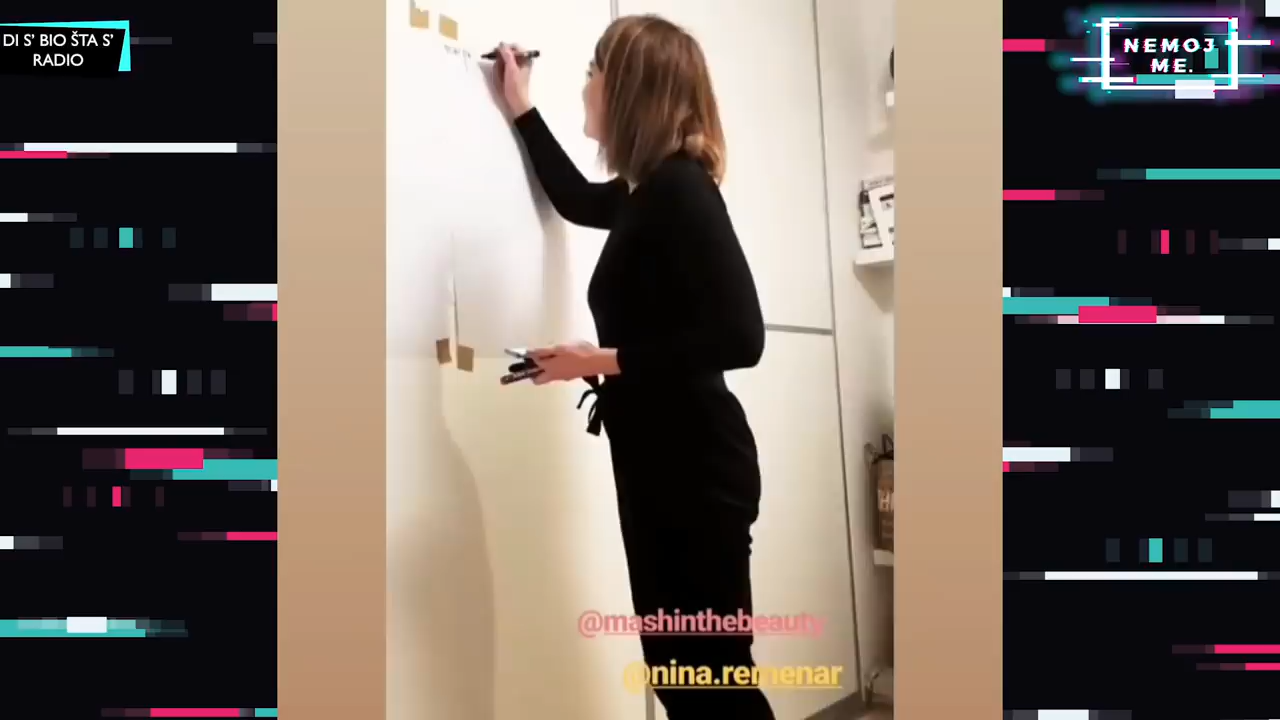 DI S' BIO ŠTA S'
RADIO
NEMOJ
ME.
@mashinthebeauty
@nina.remenar